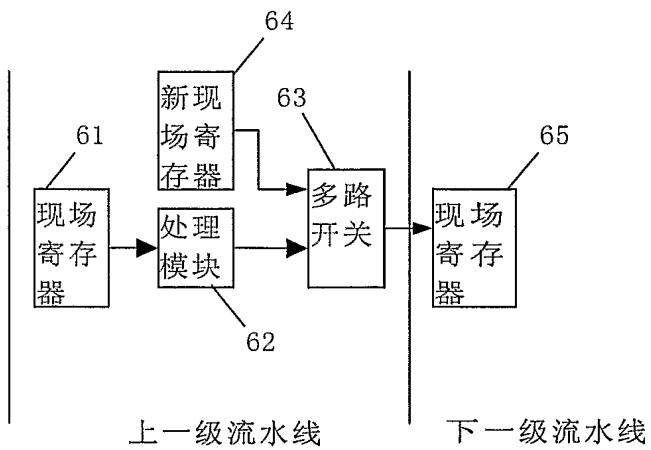 64
新现
场寄
存器
63
61
65
多路
开关
现场
寄存
器
处理
模块
现场
寄存
器
62
上一级流水线
下一级流水线